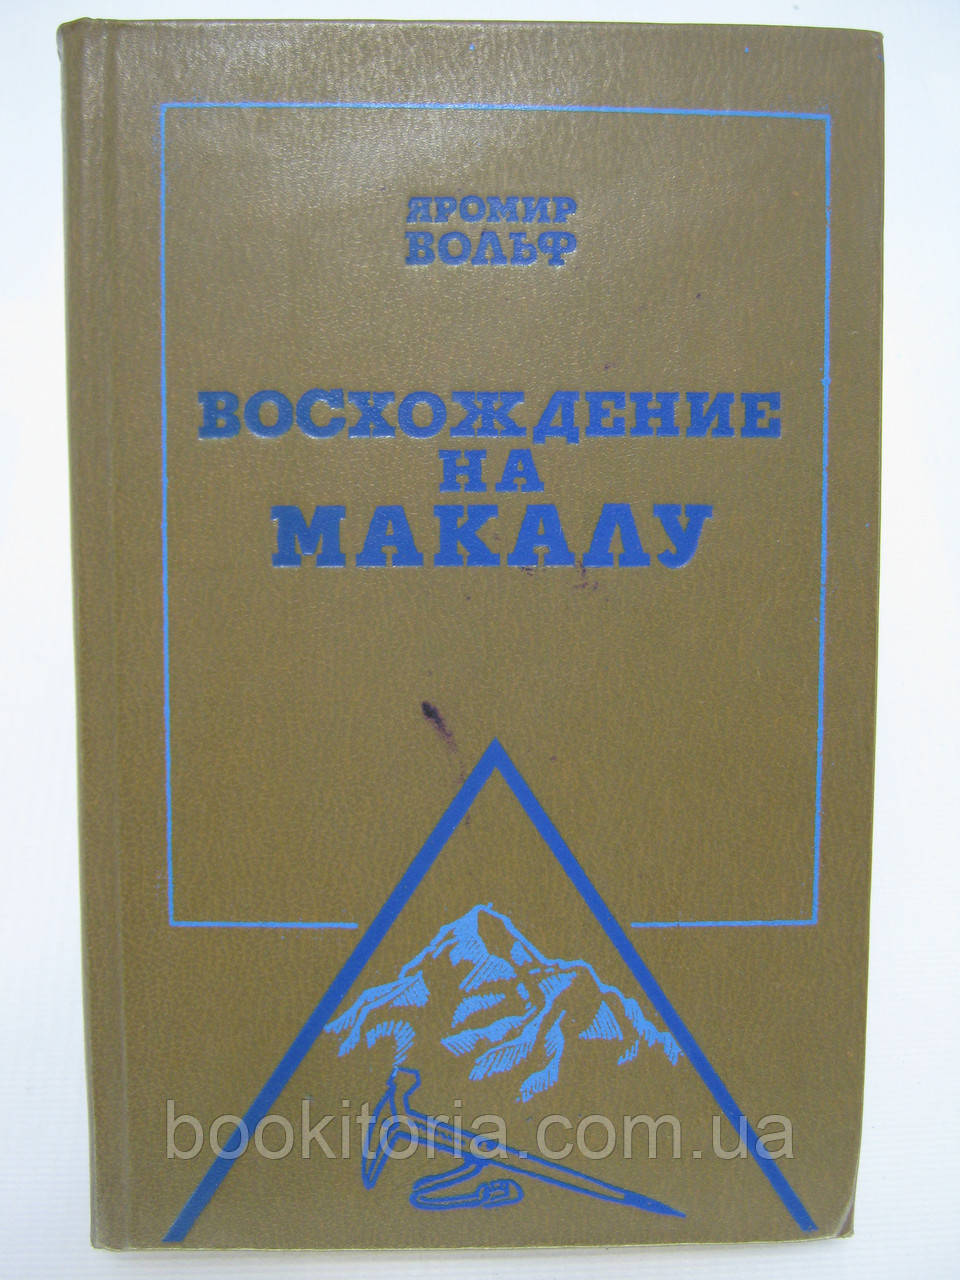 ЯРОМИР
ВОЛЬФ
ВОСХОЖДЕНИЕ
НА
МАКАЛУ
bookitoria.com.ua